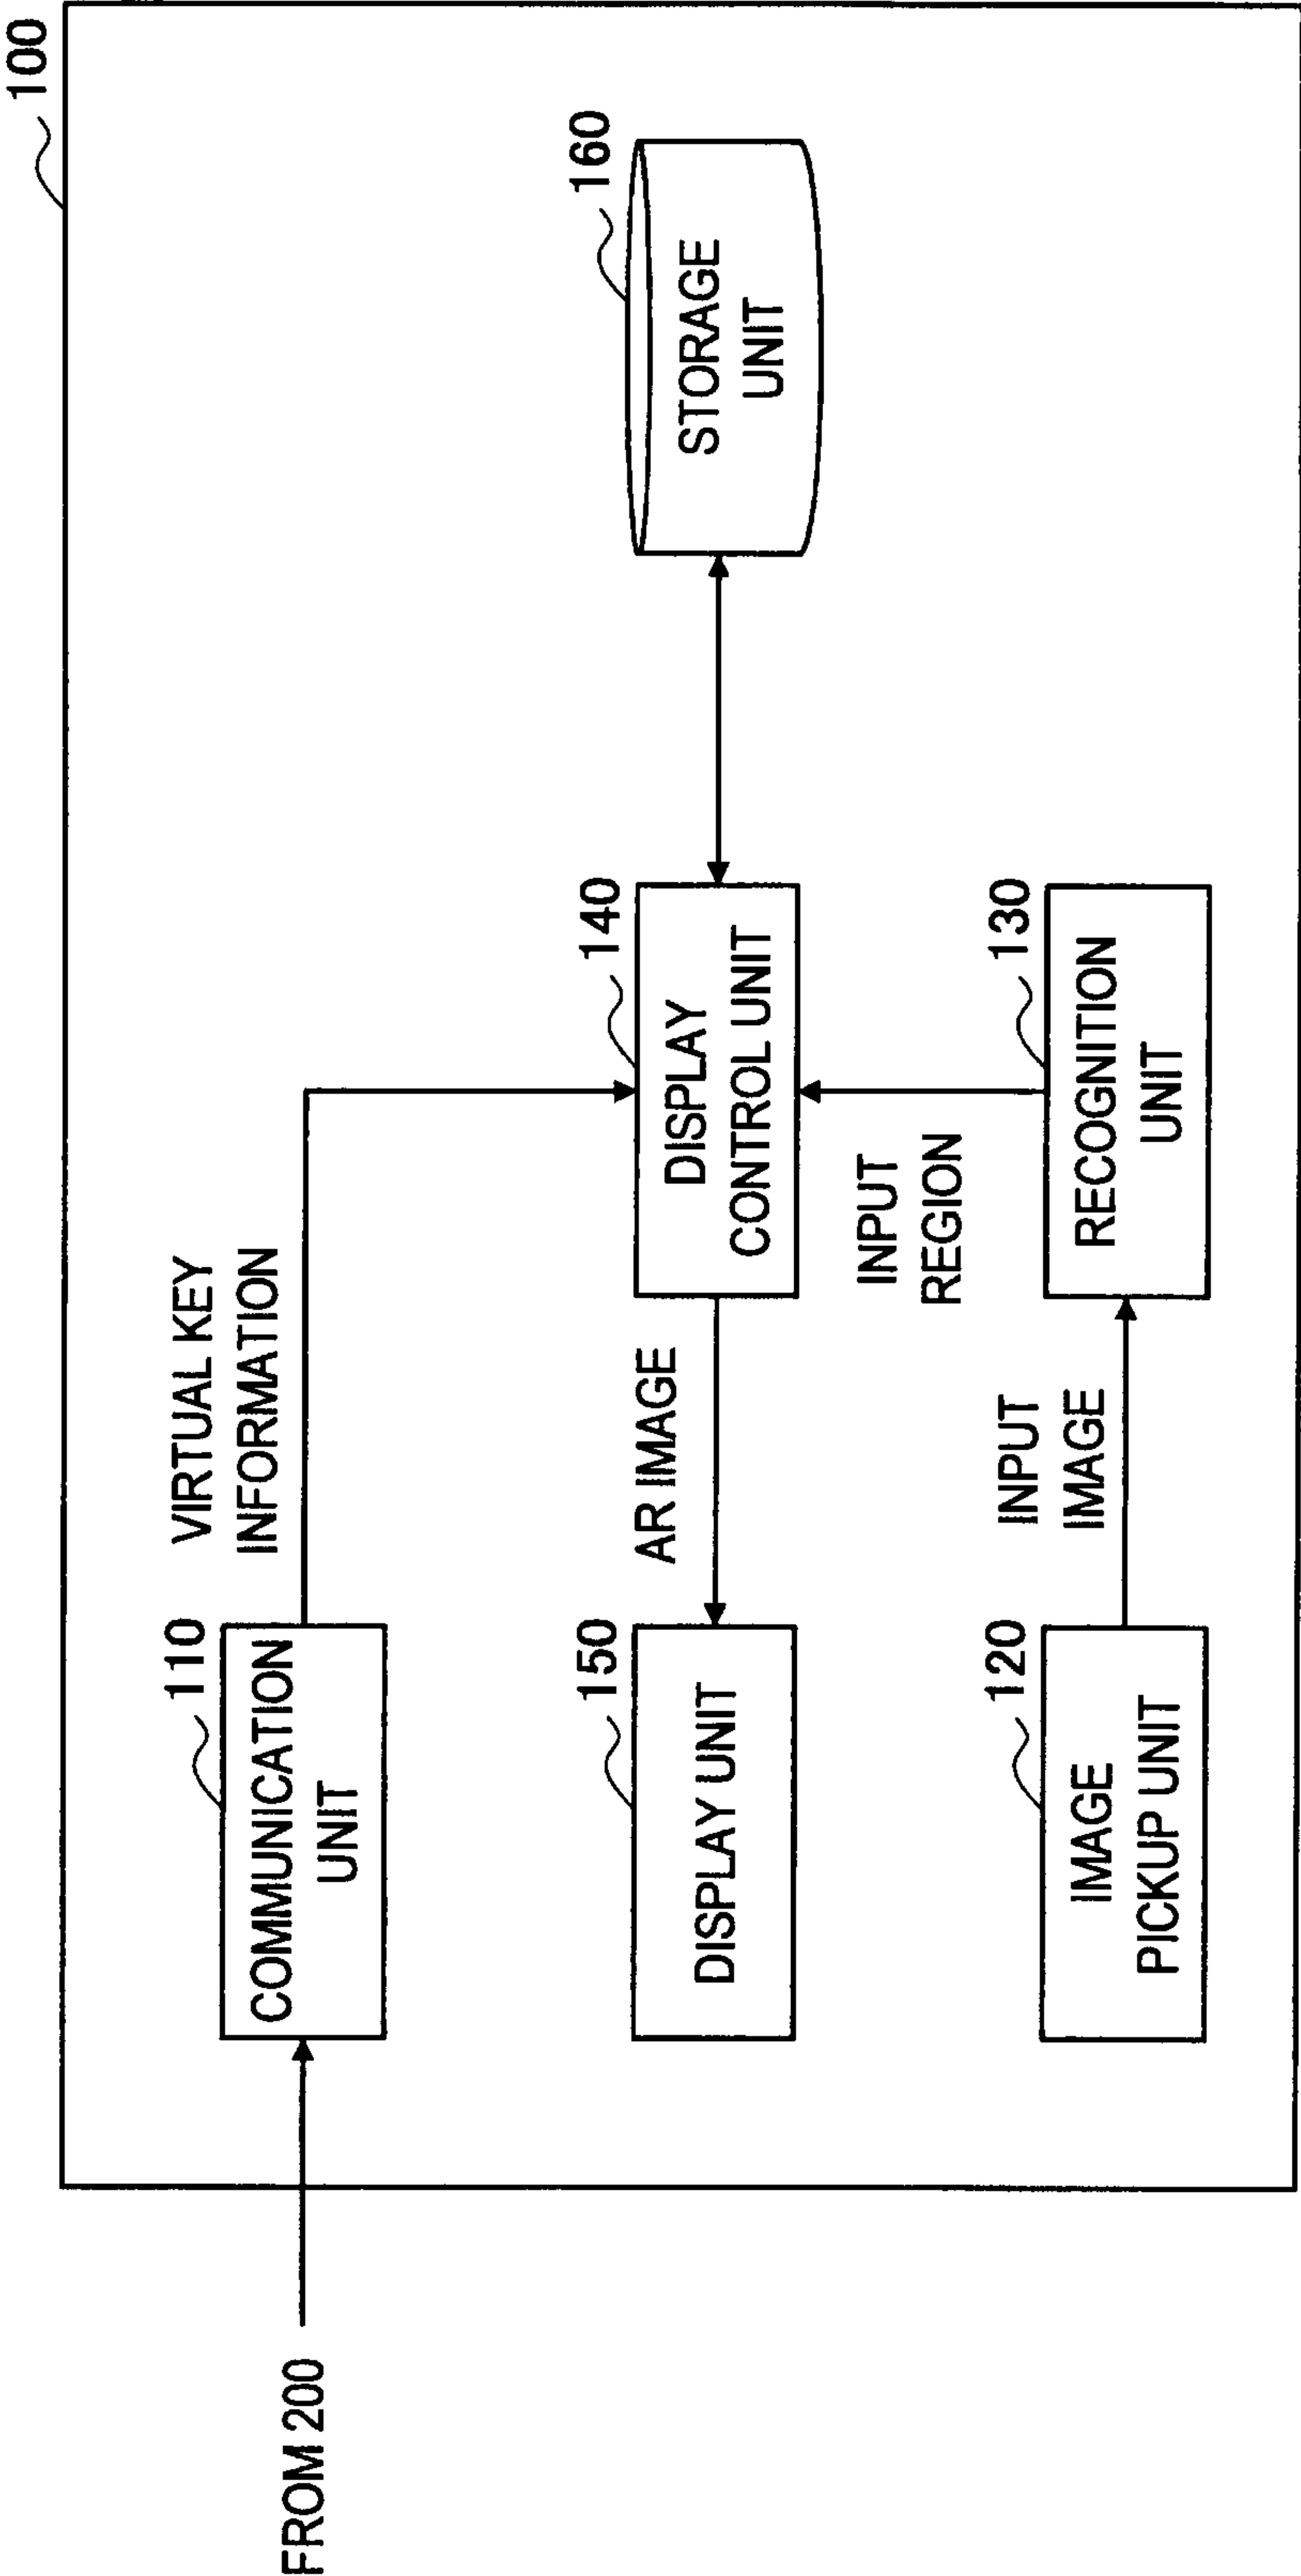 100
FROM 200
110
COMMUNICATION
UNIT
VIRTUAL KEY
INFORMATION
150
DISPLAY UNIT
AR IMAGE
140
DISPLAY
CONTROL UNIT
160
STORAGE
UNIT
120
IMAGE
PICKUP UNIT
INPUT
IMAGE
INPUT
REGION
130
RECOGNITION
UNIT